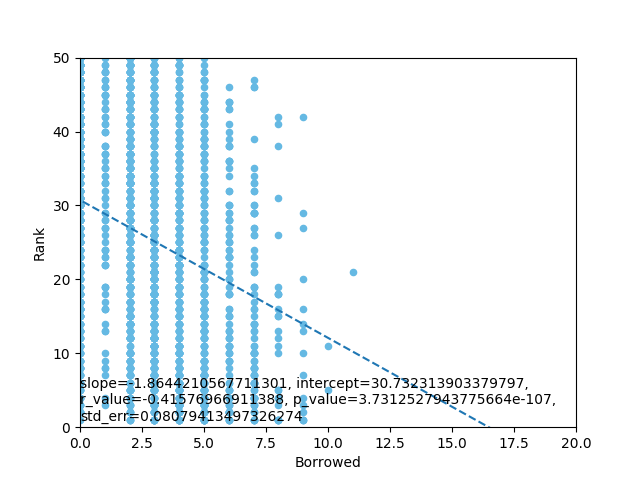 50
40
30
20
10
0
Rank
slope=-1.8644210567711301, intercept=30.732313903379797,
r_value=-0.41576966911388, p_value=3.7312527943775664e-107,
std_err=0.08079413497326274
0.0 2.5 5.0 7.5 10.0 12.5 15.0 17.5 20.0
Borrowed